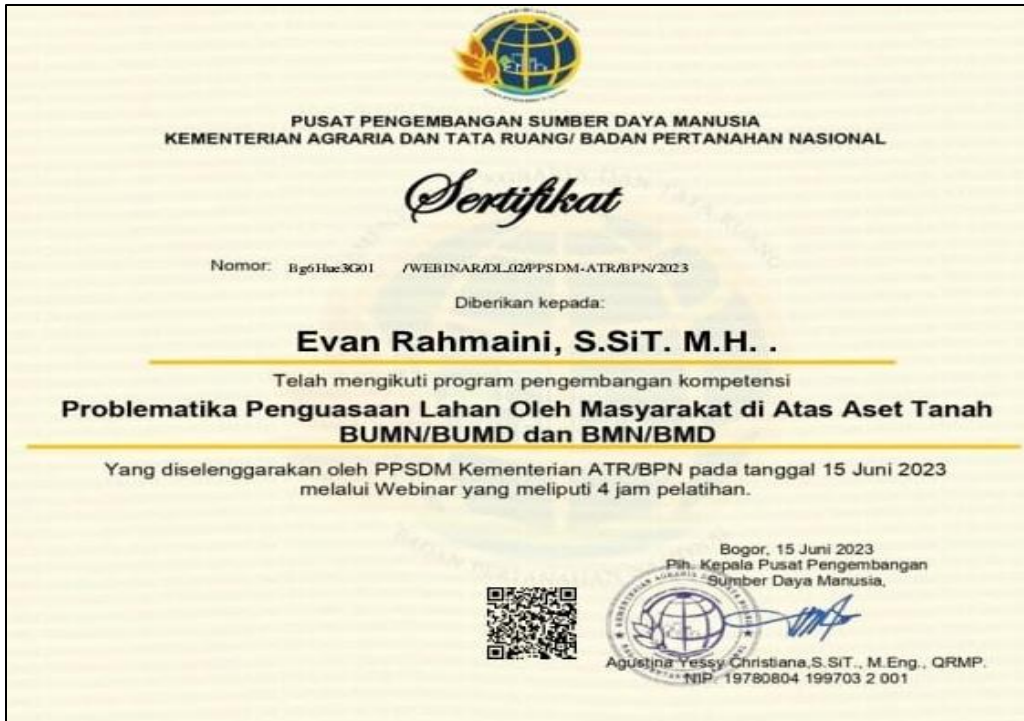 PUSAT PENGEMBANGAN SUMBER DAYA MANUSIA
KEMENTERIAN AGRARIA DAN TATA RUANG/ BADAN PERTANAHAN NASIONAL
Sertifikat
Nomor: Bg6Hue3G01 /WEBINAR/DL.02/PPSDM-ATR/BPN/2023
Diberikan kepada:
Evan Rahmaini, S.SiT. M.H. .
Telah mengikuti program pengembangan kompetensi
Problematika Penguasaan Lahan Oleh Masyarakat di Atas Aset Tanah
BUMN/BUMD dan BMN/BMD
Yang diselenggarakan oleh PPSDM Kementerian ATR/BPN pada tanggal 15 Juni 2023
melalui Webinar yang meliputi 4 jam pelatihan.
Bogor, 15 Juni 2023
Plh. Kepala Pusat Pengembangan
Sumber Daya Manusia,
Agustina Yessy Christiana,S.SiT., M.Eng., QRMP.
NIP. 19780804 199703 2 001